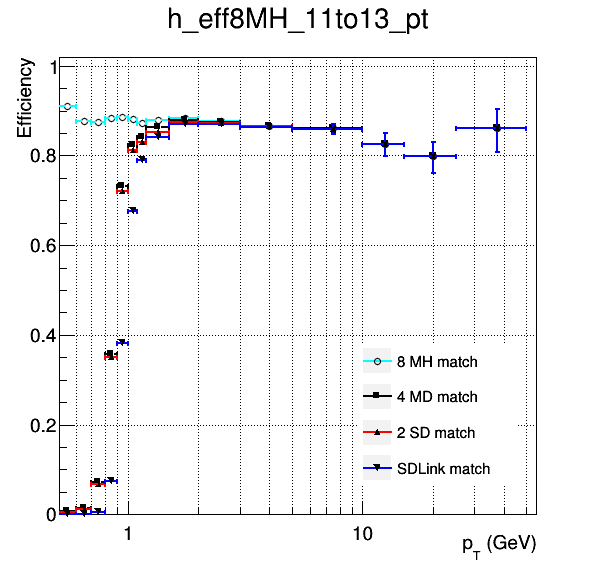 h_eff8MH_11to13_pt
Efficiency
1
0.8
0.6
0.4
0.2
0
8 MH match
4 MD match
2 SD match
SDLink match
1
10
p_T (GeV)